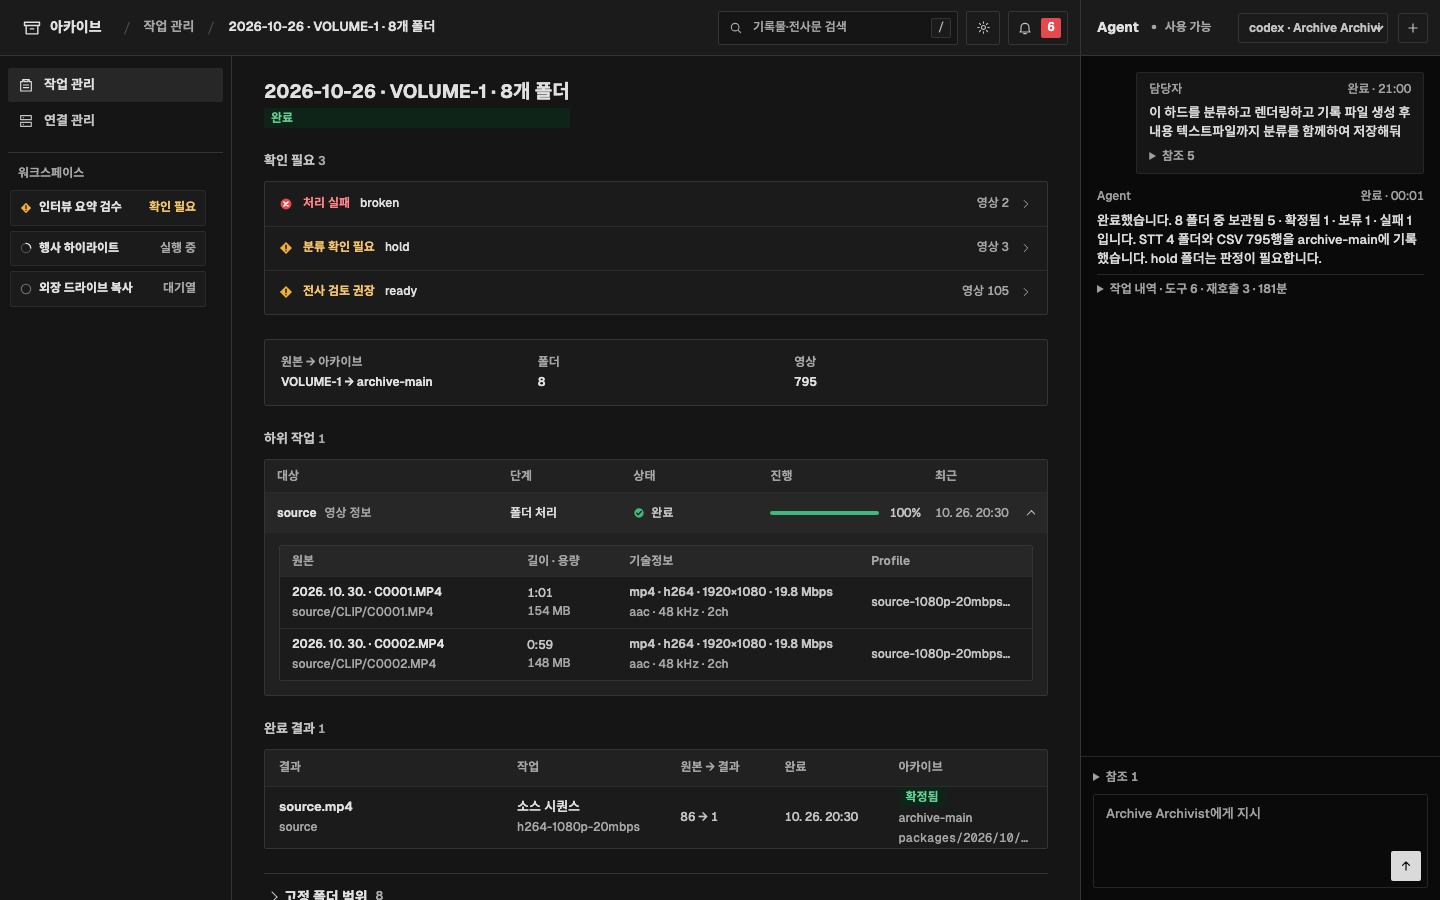 아카이브 / 작업 관리 / 2026-10-26 · VOLUME-1 · 8개 폴더
기록물·전사문 검색 /
6
Agent • 사용 가능
codex · Archive Archiv
작업 관리
연결 관리
워크스페이스
인터뷰 요약 검수 확인 필요
행사 하이라이트 실행 중
외장 드라이브 복사 대기열
2026-10-26 · VOLUME-1 · 8개 폴더
완료
확인 필요 3
처리 실패 broken 영상 2
분류 확인 필요 hold 영상 3
전사 검토 권장 ready 영상 105
원본 → 아카이브 폴더 영상
VOLUME-1 → archive-main 8 795
하위 작업 1
대상 단계 상태 진행 최근
source 영상 정보 폴더 처리 완료 100% 10. 26. 20:30
원본 길이 · 용량 기술정보 Profile
2026. 10. 30. · C0001.MP4 1:01 mp4 · h264 · 1920×1080 · 19.8 Mbps source-1080p-20mbps...
source/CLIP/C0001.MP4 154 MB aac · 48 kHz · 2ch
2026. 10. 30. · C0002.MP4 0:59 mp4 · h264 · 1920×1080 · 19.8 Mbps source-1080p-20mbps...
source/CLIP/C0002.MP4 148 MB aac · 48 kHz · 2ch
완료 결과 1
결과 작업 원본 → 결과 완료 아카이브
source.mp4 소스 시퀀스 86 → 1 10. 26. 20:30 확정됨
source h264-1080p-20mbps archive-main
packages/2026/10/...
고정 폴더 범위 8
담당자 완료 · 21:00
이 하드를 분류하고 렌더링하고 기록 파일 생성 후
내용 텍스트파일까지 분류를 함께하여 저장해둬
참조 5
Agent 완료 · 00:01
완료했습니다. 8 폴더 중 보관됨 5 · 확정됨 1 · 보류 1 · 실패 1
입니다. STT 4 폴더와 CSV 795행을 archive-main에 기록
했습니다. hold 폴더는 판정이 필요합니다.
작업 내역 · 도구 6 · 재호출 3 · 181분
참조 1
Archive Archivist에게 지시